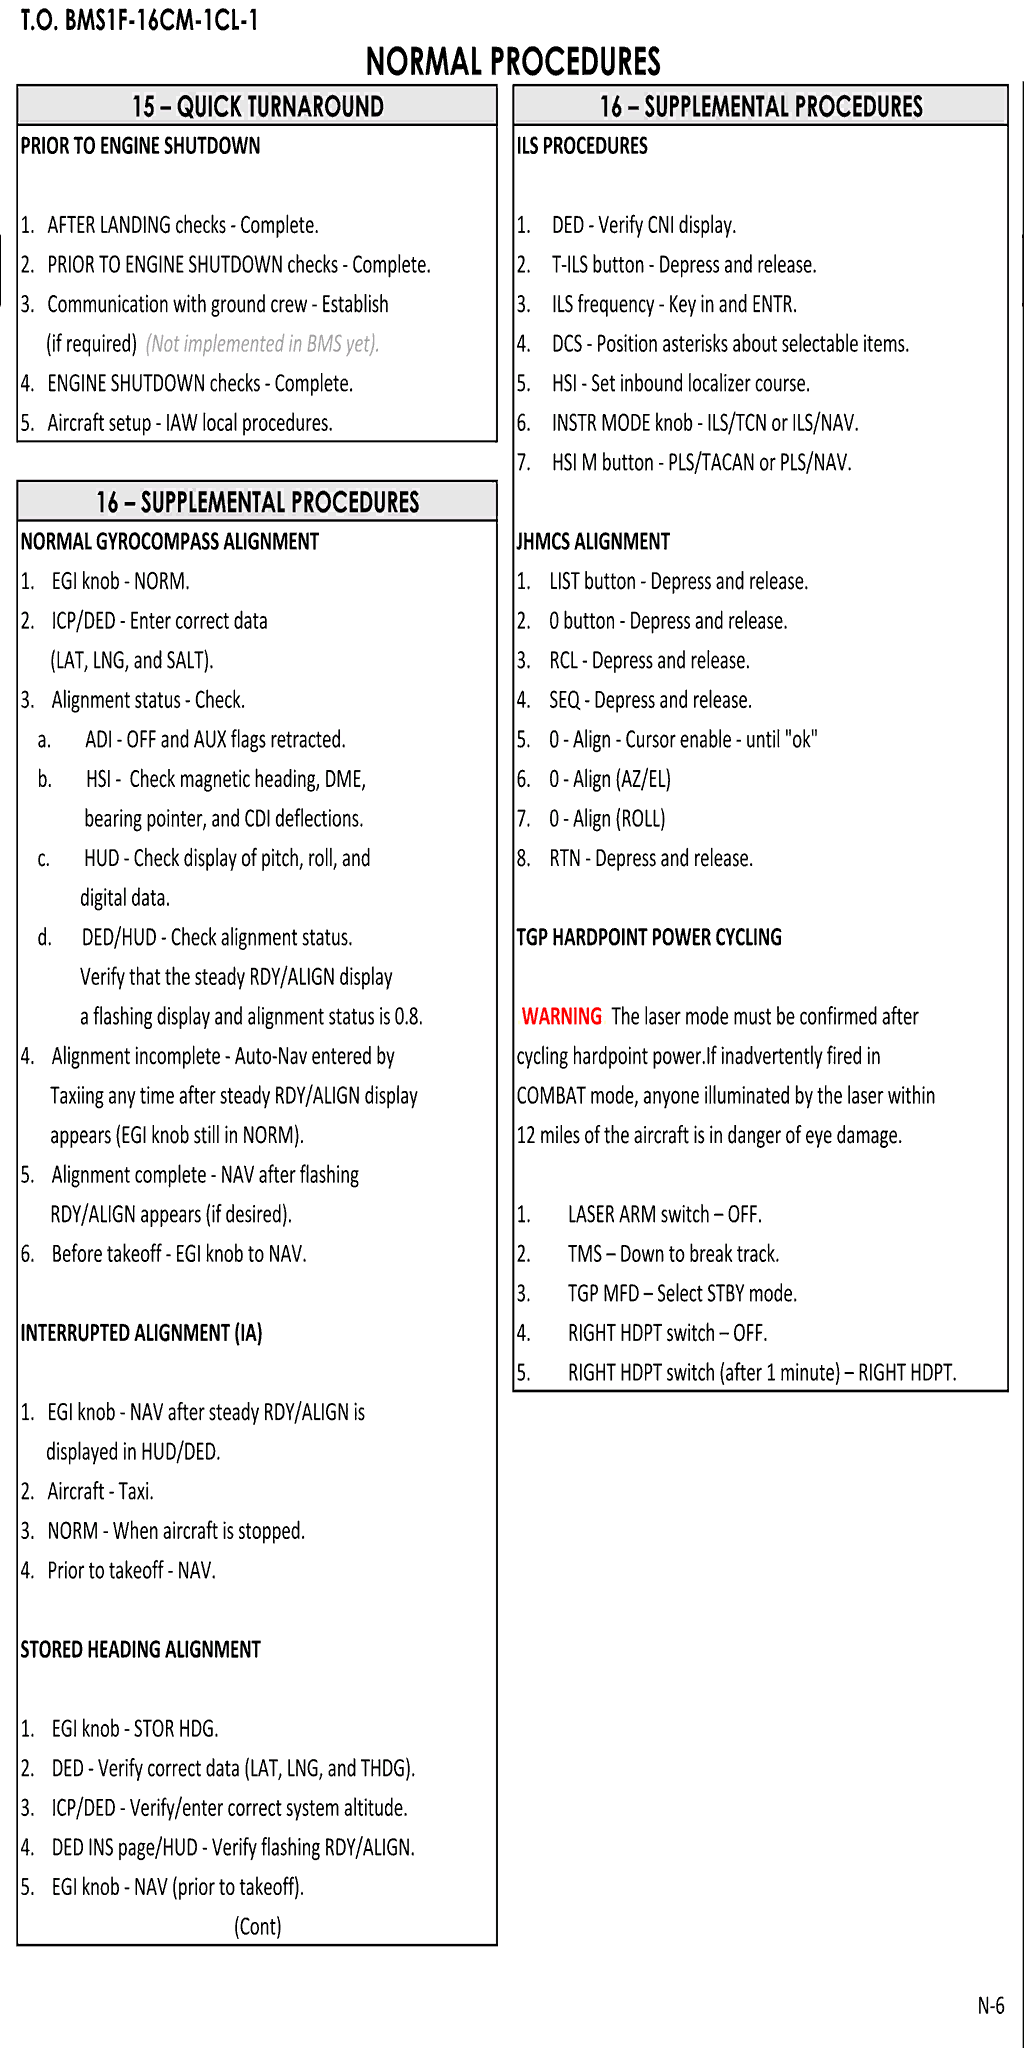 T.O. BMS1F-16CM-1CL-1
NORMAL PROCEDURES
15 – QUICK TURNAROUND
PRIOR TO ENGINE SHUTDOWN
1. AFTER LANDING checks - Complete.
2. PRIOR TO ENGINE SHUTDOWN checks - Complete.
3. Communication with ground crew - Establish
(if required) (Not implemented in BMS yet).
4. ENGINE SHUTDOWN checks - Complete.
5. Aircraft setup - IAW local procedures.
16 – SUPPLEMENTAL PROCEDURES
NORMAL GYROCOMPASS ALIGNMENT
1. EGI knob - NORM.
2. ICP/DED - Enter correct data
(LAT, LNG, and SALT).
3. Alignment status - Check.
a. ADI - OFF and AUX flags retracted.
b. HSI - Check magnetic heading, DME,
bearing pointer, and CDI deflections.
c. HUD - Check display of pitch, roll, and
digital data.
d. DED/HUD - Check alignment status.
Verify that the steady RDY/ALIGN display
a flashing display and alignment status is 0.8.
4. Alignment incomplete - Auto-Nav entered by
Taxiing any time after steady RDY/ALIGN display
appears (EGI knob still in NORM).
5. Alignment complete - NAV after flashing
RDY/ALIGN appears (if desired).
6. Before takeoff - EGI knob to NAV.
INTERRUPTED ALIGNMENT (IA)
1. EGI knob - NAV after steady RDY/ALIGN is
displayed in HUD/DED.
2. Aircraft - Taxi.
3. NORM - When aircraft is stopped.
4. Prior to takeoff - NAV.
STORED HEADING ALIGNMENT
1. EGI knob - STOR HDG.
2. DED - Verify correct data (LAT, LNG, and THDG).
3. ICP/DED - Verify/enter correct system altitude.
4. DED INS page/HUD - Verify flashing RDY/ALIGN.
5. EGI knob - NAV (prior to takeoff).
(Cont)
16 – SUPPLEMENTAL PROCEDURES
ILS PROCEDURES
1. DED - Verify CNI display.
2. T-ILS button - Depress and release.
3. ILS frequency - Key in and ENTR.
4. DCS - Position asterisks about selectable items.
5. HSI - Set inbound localizer course.
6. INSTR MODE knob - ILS/TCN or ILS/NAV.
7. HSI M button - PLS/TACAN or PLS/NAV.
JHMCS ALIGNMENT
1. LIST button - Depress and release.
2. 0 button - Depress and release.
3. RCL - Depress and release.
4. SEQ - Depress and release.
5. 0 - Align - Cursor enable - until "ok"
6. 0 - Align (AZ/EL)
7. 0 - Align (ROLL)
8. RTN - Depress and release.
TGP HARDPOINT POWER CYCLING
WARNING The laser mode must be confirmed after
cycling hardpoint power.If inadvertently fired in
COMBAT mode, anyone illuminated by the laser within
12 miles of the aircraft is in danger of eye damage.
1. LASER ARM switch – OFF.
2. TMS – Down to break track.
3. TGP MFD – Select STBY mode.
4. RIGHT HDPT switch – OFF.
5. RIGHT HDPT switch (after 1 minute) – RIGHT HDPT.
N-6